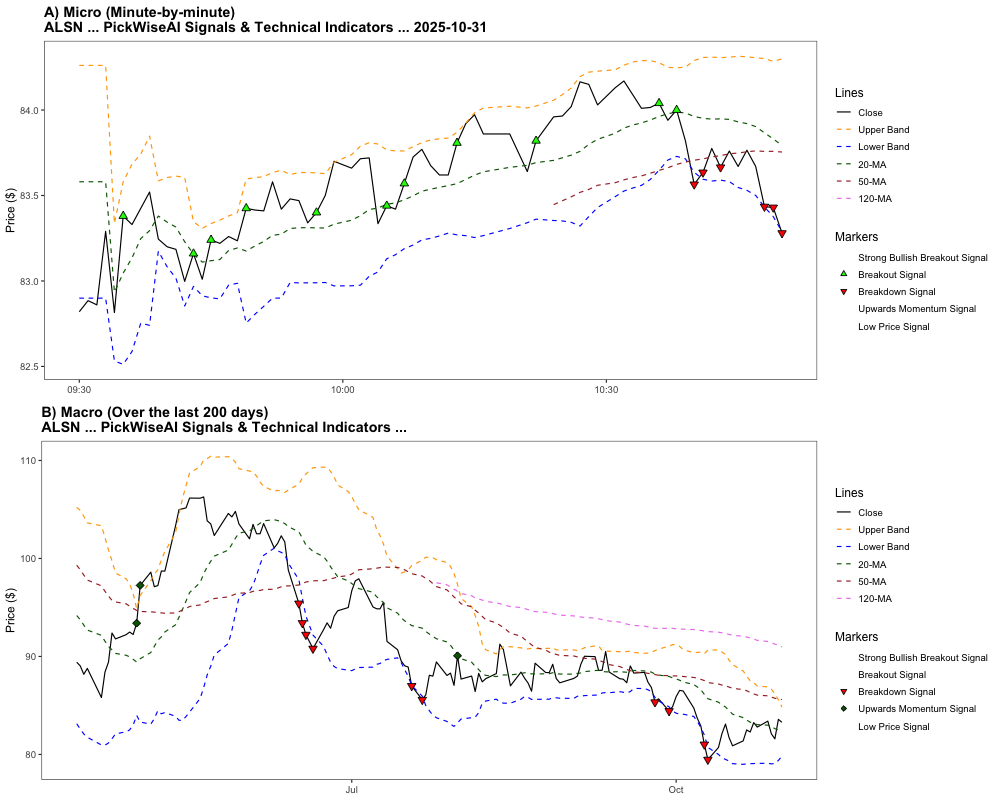 A) Micro (Minute-by-minute)
ALSN ... PickWiseAI Signals & Technical Indicators ... 2025-10-31
Price ($)
84.0
83.5
83.0
82.5
09:30
10:00
10:30
Lines
Close
Upper Band
Lower Band
20-MA
50-MA
120-MA
Markers
Strong Bullish Breakout Signal
Breakout Signal
Breakdown Signal
Upwards Momentum Signal
Low Price Signal
B) Macro (Over the last 200 days)
ALSN ... PickWiseAI Signals & Technical Indicators ...
Price ($)
110
100
90
80
Jul
Oct
Lines
Close
Upper Band
Lower Band
20-MA
50-MA
120-MA
Markers
Strong Bullish Breakout Signal
Breakout Signal
Breakdown Signal
Upwards Momentum Signal
Low Price Signal